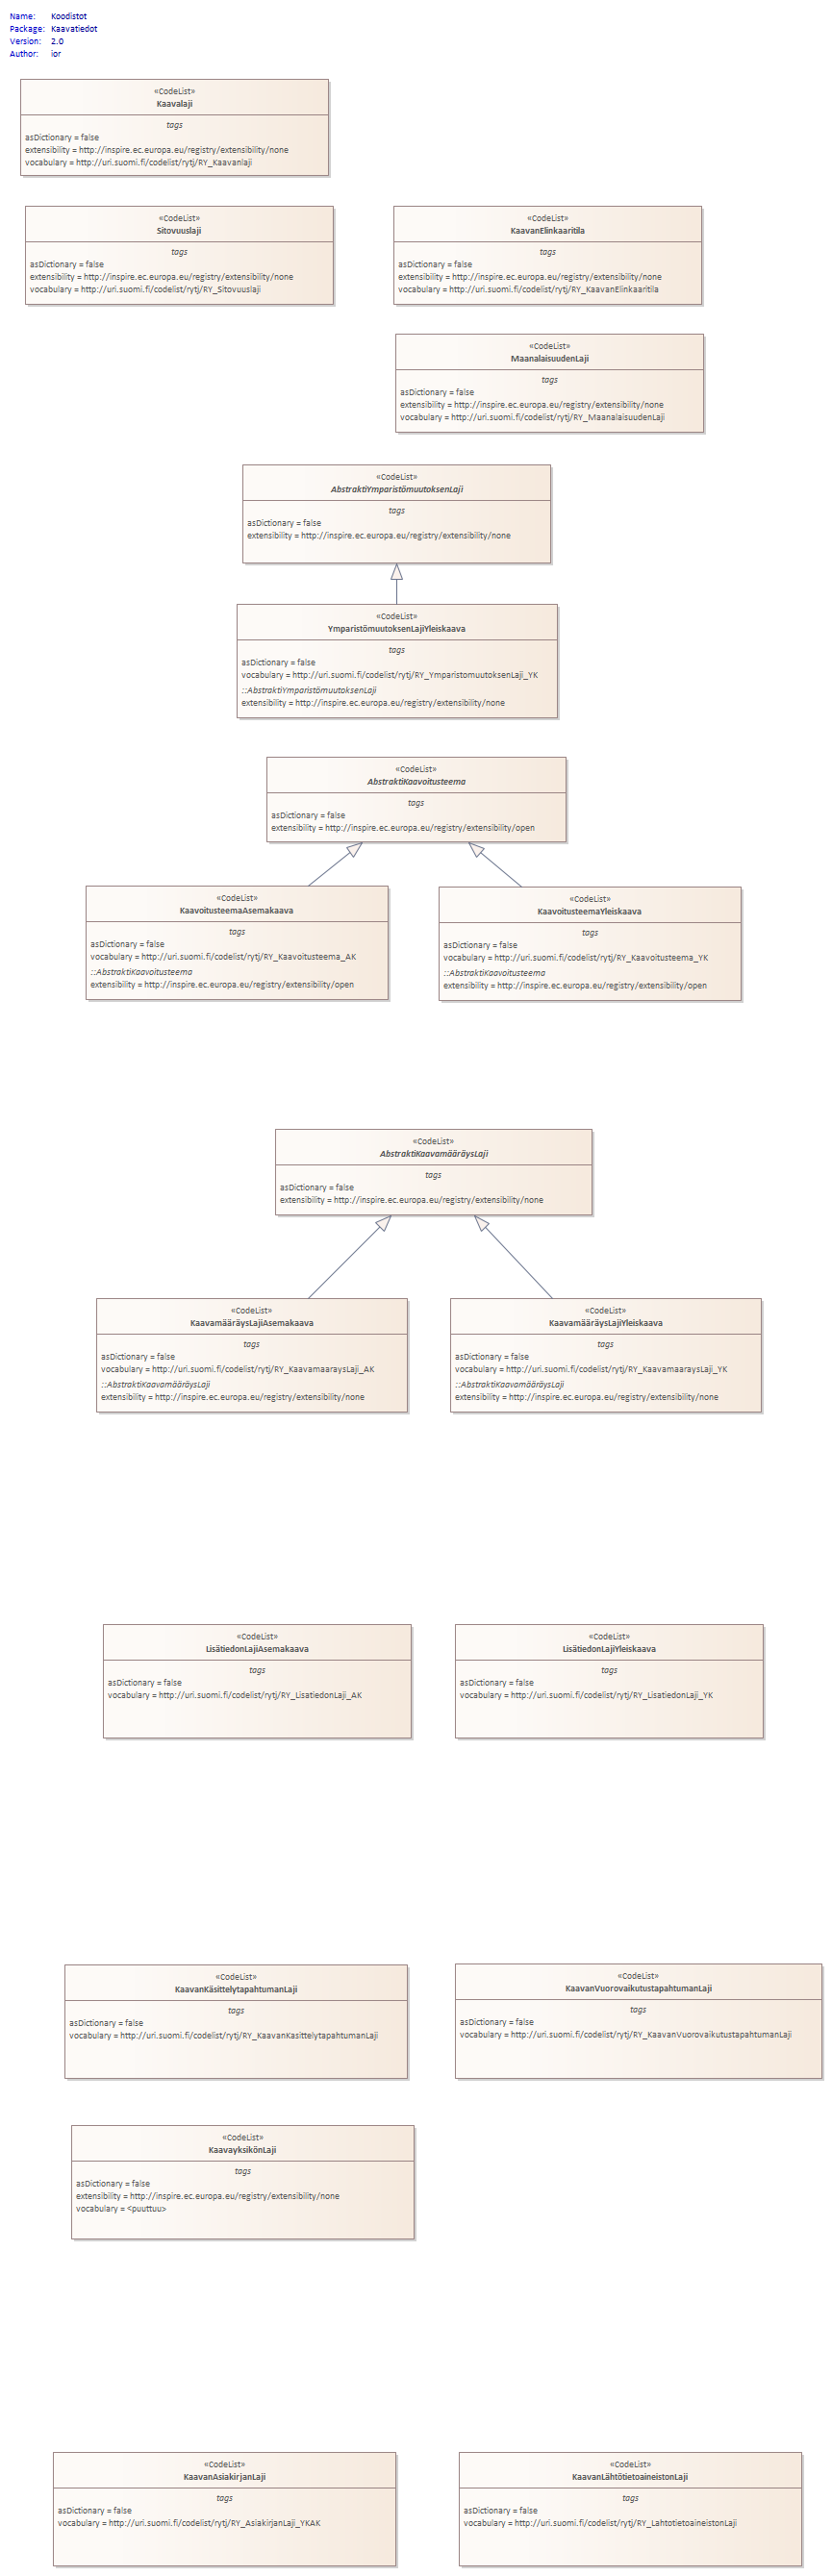 Name: Koodistot
Package: Kaavatiedot
Version: 2.0
Author: ior
«CodeList»
Kaavalaji
tags
asDictionary = false
extensibility = http://inspire.ec.europa.eu/registry/extensibility/none
vocabulary = http://uri.suomi.fi/codelist/rytj/RY_Kaavanlaji
«CodeList»
Sitovuuslaji
tags
asDictionary = false
extensibility = http://inspire.ec.europa.eu/registry/extensibility/none
vocabulary = http://uri.suomi.fi/codelist/rytj/RY_Sitovuuslaji
«CodeList»
KaavanElinkaaritila
tags
asDictionary = false
extensibility = http://inspire.ec.europa.eu/registry/extensibility/none
vocabulary = http://uri.suomi.fi/codelist/rytj/RY_KaavanElinkaaritila
«CodeList»
MaanalaisuudenLaji
tags
asDictionary = false
extensibility = http://inspire.ec.europa.eu/registry/extensibility/none
vocabulary = http://uri.suomi.fi/codelist/rytj/RY_MaanalaisuudenLaji
«CodeList»
AbstraktiYmparistömuutoksenLaji
tags
asDictionary = false
extensibility = http://inspire.ec.europa.eu/registry/extensibility/none
«CodeList»
YmparistömuutoksenLajiYleiskaava
tags
asDictionary = false
vocabulary = http://uri.suomi.fi/codelist/rytj/RY_YmparistomuutoksenLaji_YK
::AbstraktiYmparistömuutoksenLaji
extensibility = http://inspire.ec.europa.eu/registry/extensibility/none
«CodeList»
AbstraktiKaavoitusteema
tags
asDictionary = false
extensibility = http://inspire.ec.europa.eu/registry/extensibility/open
«CodeList»
KaavoitusteemaAsemakaava
tags
asDictionary = false
vocabulary = http://uri.suomi.fi/codelist/rytj/RY_Kaavoitusteema_AK
::AbstraktiKaavoitusteema
extensibility = http://inspire.ec.europa.eu/registry/extensibility/open
«CodeList»
KaavoitusteemaYleiskaava
tags
asDictionary = false
vocabulary = http://uri.suomi.fi/codelist/rytj/RY_Kaavoitusteema_YK
::AbstraktiKaavoitusteema
extensibility = http://inspire.ec.europa.eu/registry/extensibility/open
«CodeList»
AbstraktiKaavamääräysLaji
tags
asDictionary = false
extensibility = http://inspire.ec.europa.eu/registry/extensibility/none
«CodeList»
KaavamääräysLajiAsemakaava
tags
asDictionary = false
vocabulary = http://uri.suomi.fi/codelist/rytj/RY_KaavamaaraysLaji_AK
::AbstraktiKaavamääräysLaji
extensibility = http://inspire.ec.europa.eu/registry/extensibility/none
«CodeList»
KaavamääräysLajiYleiskaava
tags
asDictionary = false
vocabulary = http://uri.suomi.fi/codelist/rytj/RY_KaavamaaraysLaji_YK
::AbstraktiKaavamääräysLaji
extensibility = http://inspire.ec.europa.eu/registry/extensibility/none
«CodeList»
LisätiedonLajiAsemakaava
tags
asDictionary = false
vocabulary = http://uri.suomi.fi/codelist/rytj/RY_LisatiedonLaji_AK
«CodeList»
LisätiedonLajiYleiskaava
tags
asDictionary = false
vocabulary = http://uri.suomi.fi/codelist/rytj/RY_LisatiedonLaji_YK
«CodeList»
KaavanKäsittelytapahtumanLaji
tags
asDictionary = false
vocabulary = http://uri.suomi.fi/codelist/rytj/RY_KaavanKasittelytapahtumanLaji
«CodeList»
KaavanVuorovaikutustapahtumanLaji
tags
asDictionary = false
vocabulary = http://uri.suomi.fi/codelist/rytj/RY_KaavanVuorovaikutustapahtumanLaji
«CodeList»
KaavayksikönLaji
tags
asDictionary = false
extensibility = http://inspire.ec.europa.eu/registry/extensibility/none
vocabulary = <puuttuu>
«CodeList»
KaavanAsiakirjanLaji
tags
asDictionary = false
vocabulary = http://uri.suomi.fi/codelist/rytj/RY_AsiakirjanLaji_YKAK
«CodeList»
KaavanLähtötietoaineistonLaji
tags
asDictionary = false
vocabulary = http://uri.suomi.fi/codelist/rytj/RY_LahtotietoaineistonLaji